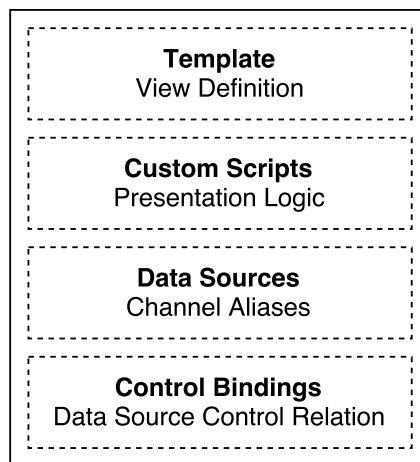 Template
View Definition
Custom Scripts
Presentation Logic
Data Sources
Channel Aliases
Control Bindings
Data Source Control Relation